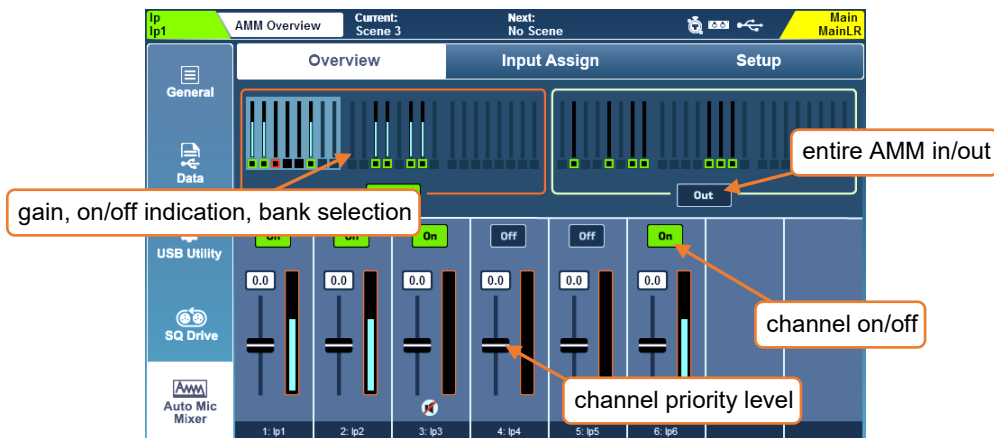 Ip
Ip1
AMM Overview
Current:
Scene 3
Next:
No Scene
Main
MainLR
General
Data
USB Utility
SQ Drive
Auto Mic
Mixer
Overview
Input Assign
Setup
entire AMM in/out
Out
gain, on/off indication, bank selection
On
On
On
Off
Off
On
0.0
0.0
0.0
0.0
0.0
0.0
channel on/off
channel priority level
1: Ip1
2: Ip2
3: Ip3
4: Ip4
5: Ip5
6: Ip6